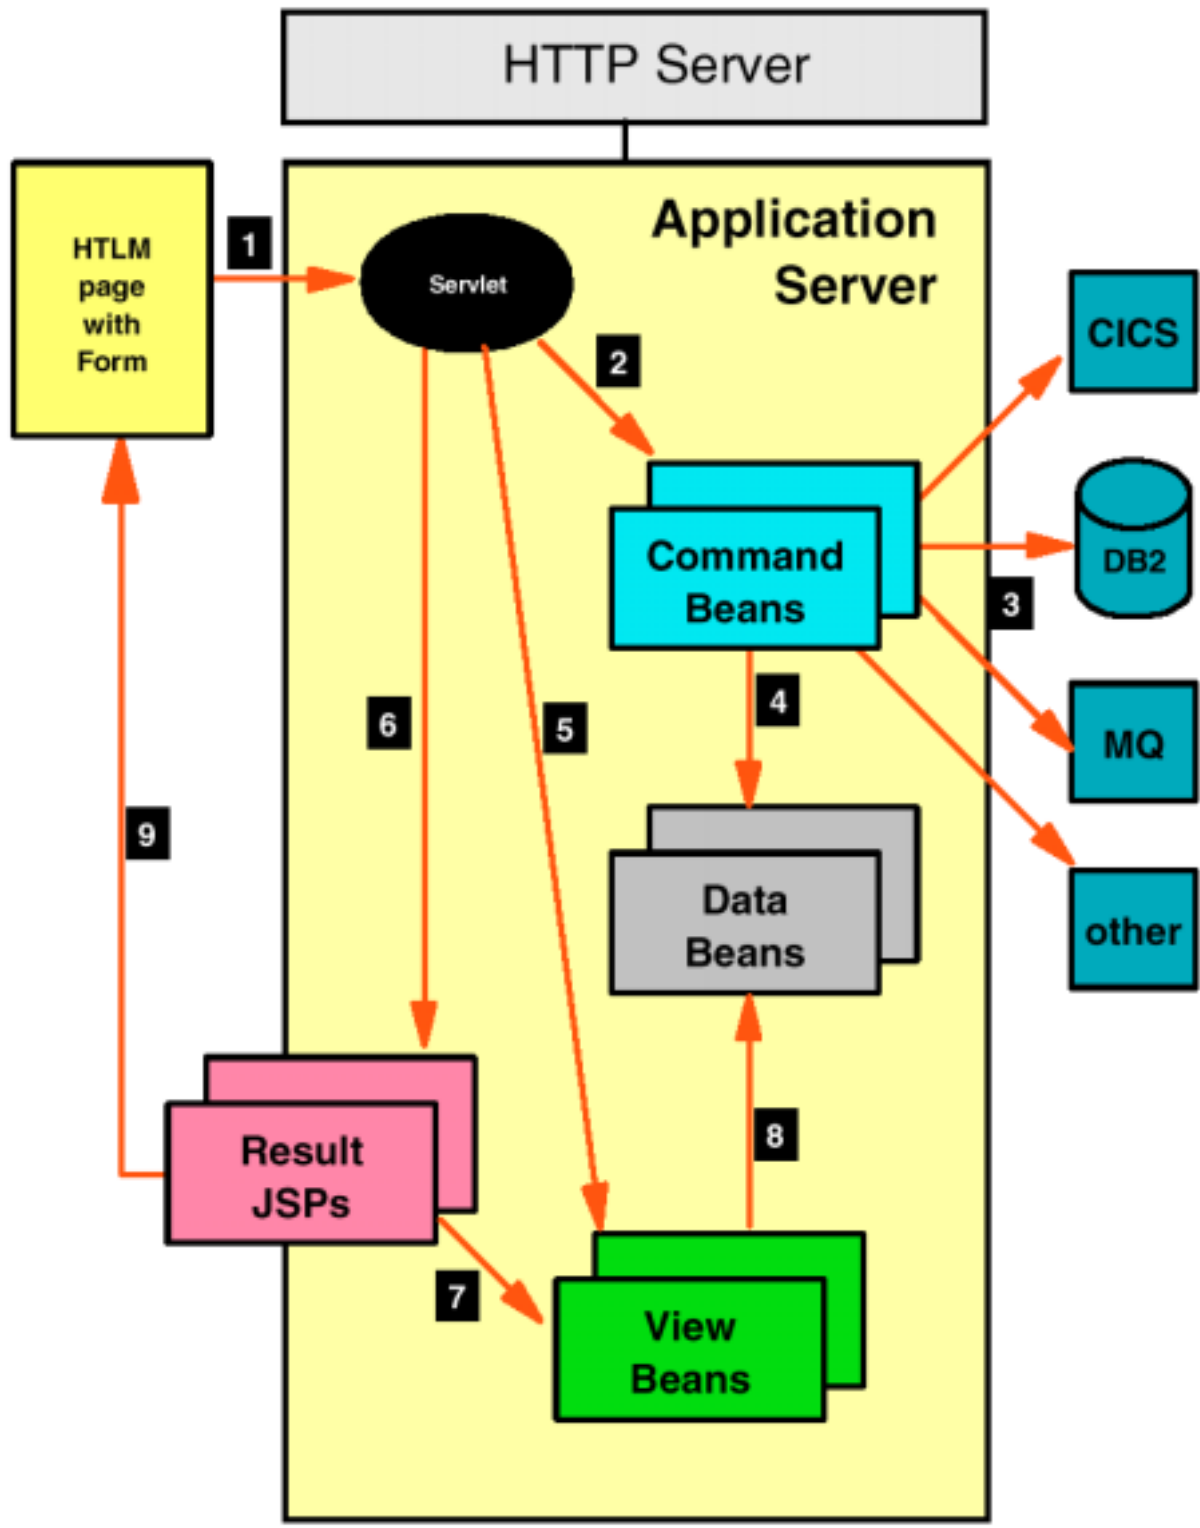 HTTP Server
Application
Server
HTLM
page
with
Form
1
Servlet
2
CICS
Command
Beans
DB2
3
MQ
4
5
6
9
Data
Beans
other
Result
JSPs
8
7
View
Beans